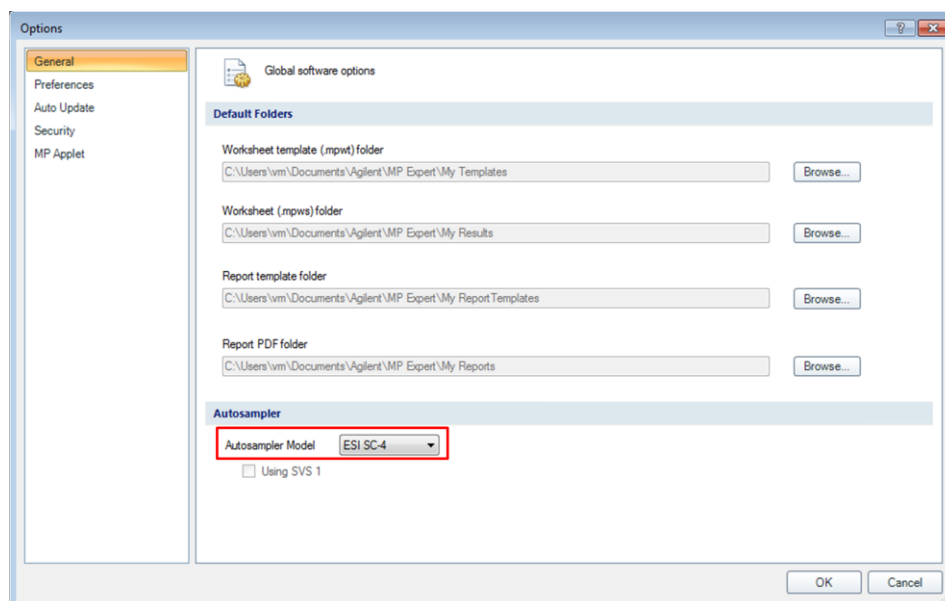 Options
General
Preferences
Auto Update
Security
MP Applet
Global software options
Default Folders
Worksheet template (.mpwt) folder
C:\Users\vm\Documents\Agilent\MP Expert\My Templates
Browse...
Worksheet (.mpws) folder
C:\Users\vm\Documents\Agilent\MP Expert\My Results
Browse...
Report template folder
C:\Users\vm\Documents\Agilent\MP Expert\My ReportTemplates
Browse...
Report PDF folder
C:\Users\vm\Documents\Agilent\MP Expert\My Reports
Browse...
Autosampler
Autosampler Model ESI SC-4
Using SVS 1
OK Cancel